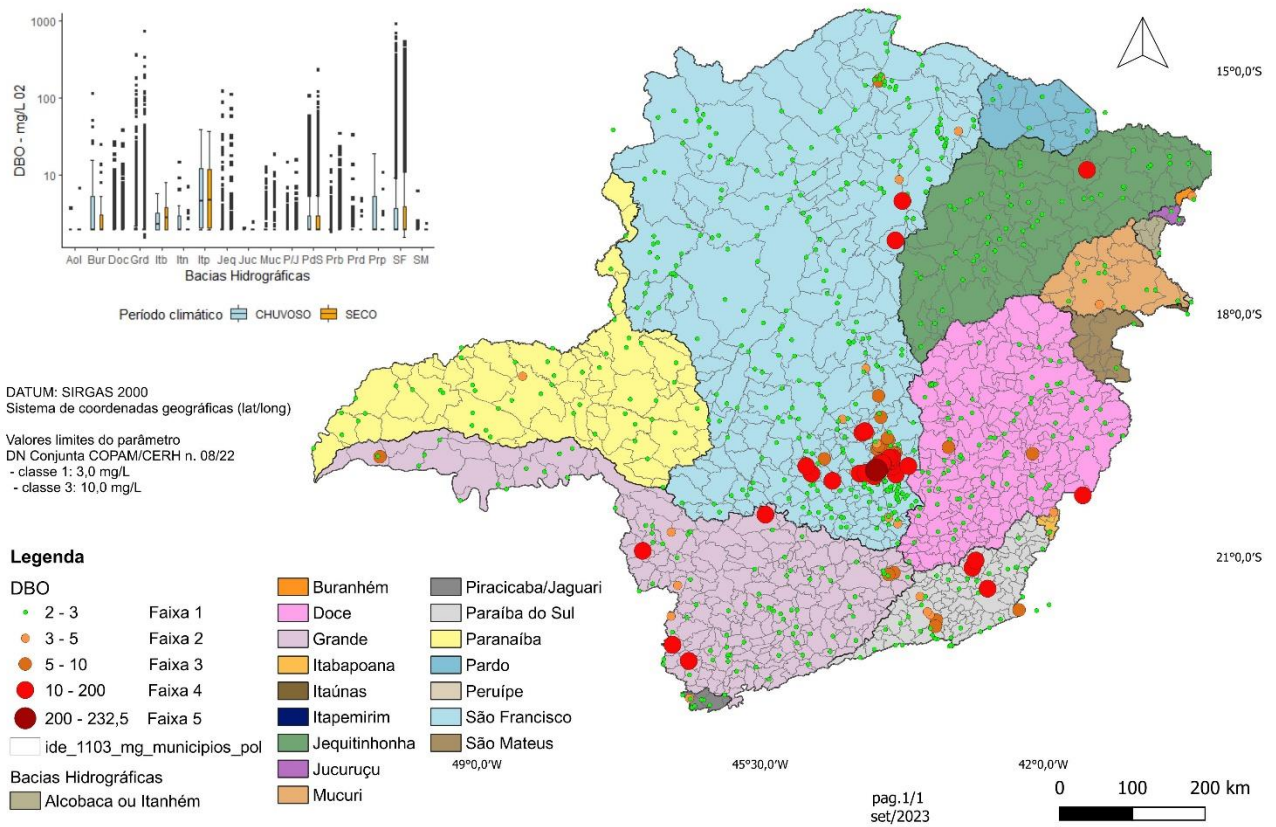 1000
100
10
DBO - mg/L 02
Aol Bur Doc Grd Itb Itn Itp Jeq Juc Muc P/J PdS Prb Prd Prp SF SM
Bacias Hidrográficas
Período climático CHUVOSO SECO
15°0,0'S
18°0,0'S
21°0,0'S
DATUM: SIRGAS 2000
Sistema de coordenadas geográficas (lat/long)
Valores limites do parâmetro
DN Conjunta COPAM/CERH n. 08/22
- classe 1: 3,0 mg/L
- classe 3: 10,0 mg/L
Legenda
DBO
2 - 3 Faixa 1
3 - 5 Faixa 2
5 - 10 Faixa 3
10 - 200 Faixa 4
200 - 232,5 Faixa 5
ide_1103_mg_municipios_pol
Bacias Hidrográficas
Alcobaca ou Itanhém
Buranhém
Doce
Grande
Itabapoana
Itaúnas
Itapemirim
Jequitinhonha
Jucuruçu
Mucuri
Piracicaba/Jaguari
Paraíba do Sul
Paranaíba
Pardo
Peruípe
São Francisco
São Mateus
49°0,0'W 45°30,0'W 42°0,0'W
pag.1/1
set/2023
0 100 200 km